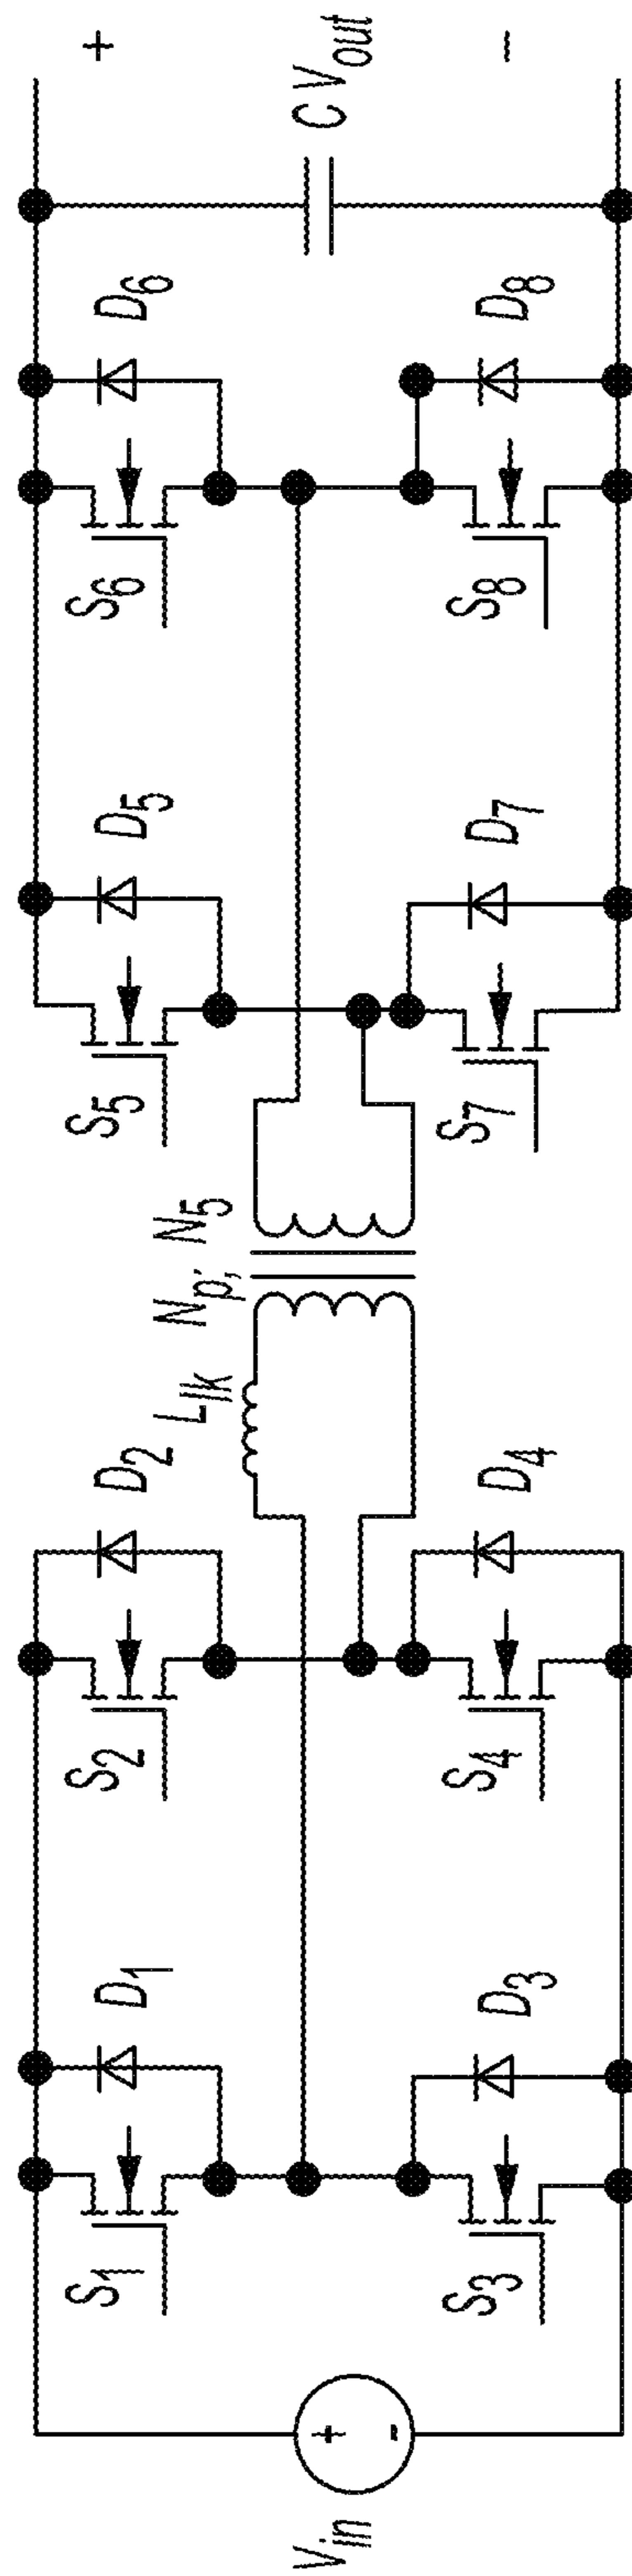 V_in
+
-
S_1
D_1
S_2
D_2
S_3
D_3
S_4
D_4
L_lk
N_p; N_5
S_5
D_5
S_6
D_6
S_7
D_7
S_8
D_8
C V_out
+
-